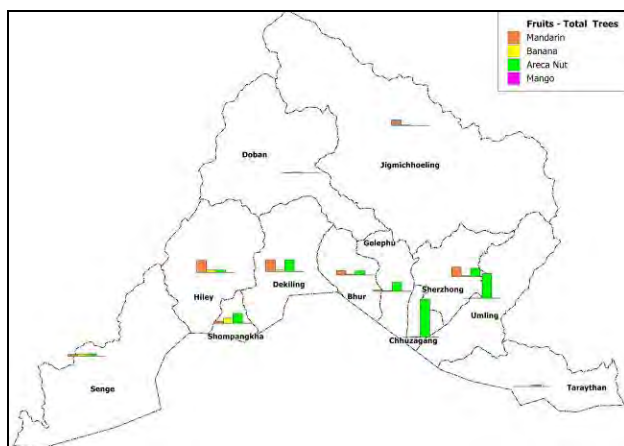 Fruits - Total Trees
Mandarin
Banana
Areca Nut
Mango
Jigmichhoeling
Doban
Gelephu
Sherzhong
Dekiling
Bhur
Hiley
Umling
Shompangkha
Chhuzagang
Senge
Taraythan